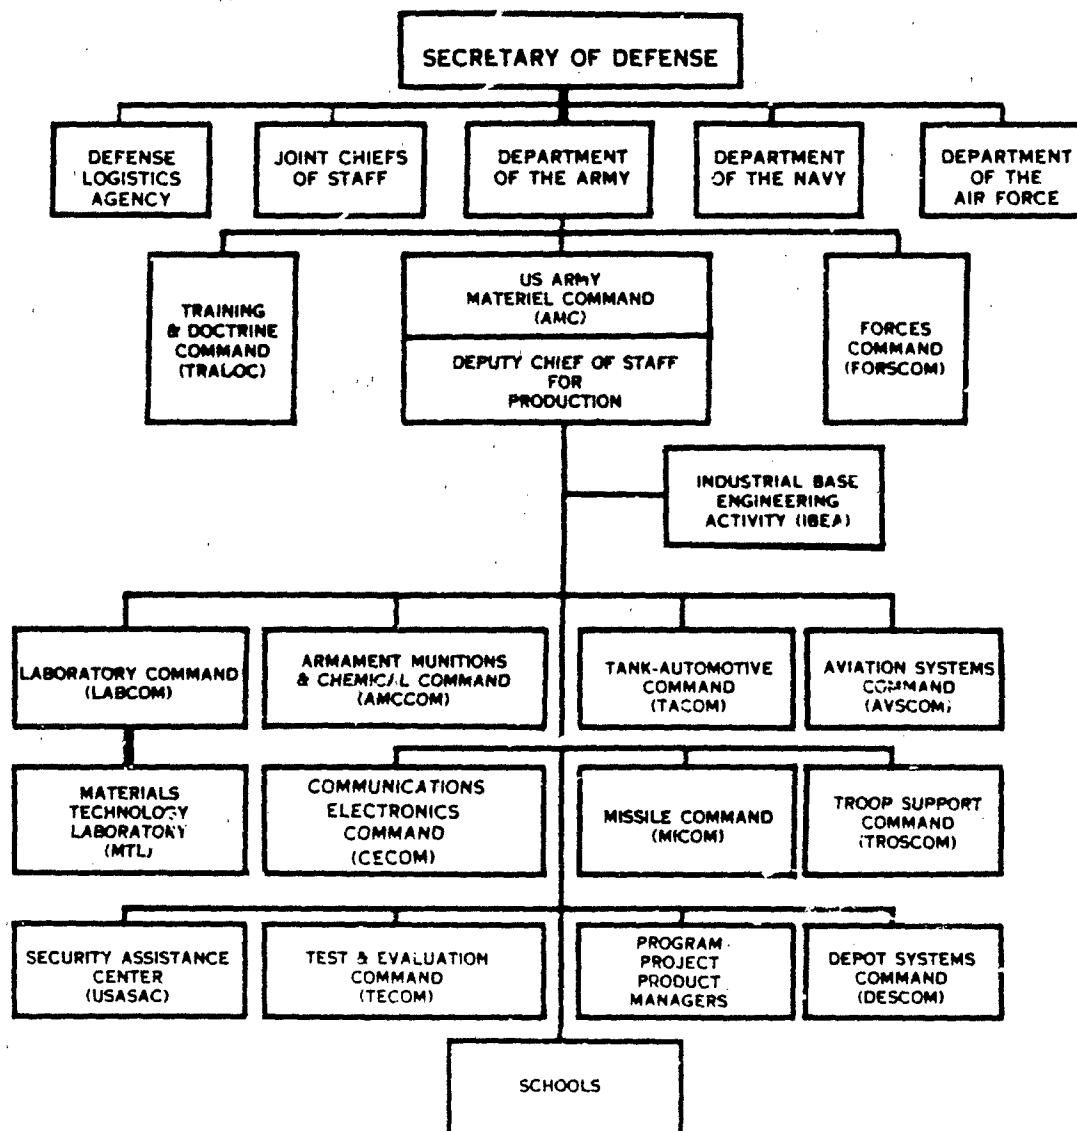 SECRETARY OF DEFENSE
DEFENSE
LOGISTICS
AGENCY
JOINT CHIEFS
OF STAFF
DEPARTMENT
OF THE ARMY
DEPARTMENT
OF THE NAVY
DEPARTMENT
OF THE
AIR FORCE
TRAINING
& DOCTRINE
COMMAND
(TRADOC)
US ARMY
MATERIEL COMMAND
(AMC)
DEPUTY CHIEF OF STAFF
FOR
PRODUCTION
FORCES
COMMAND
(FORSCOM)
INDUSTRIAL BASE
ENGINEERING
ACTIVITY (IBEA)
LABORATORY COMMAND
(LABCOM)
ARMAMENT MUNITIONS
& CHEMICAL COMMAND
(AMCCOM)
TANK-AUTOMOTIVE
COMMAND
(TACOM)
AVIATION SYSTEMS
COMMAND
(AVSCOM)
MATERIALS
TECHNOLOGY
LABORATORY
(MTL)
COMMUNICATIONS
ELECTRONICS
COMMAND
(CECOM)
MISSILE COMMAND
(MICOM)
TROOP SUPPORT
COMMAND
(TROSCOM)
SECURITY ASSISTANCE
CENTER
(USASAC)
TEST & EVALUATION
COMMAND
(TECOM)
PROGRAM
PROJECT
PRODUCT
MANAGERS
DEPOT SYSTEMS
COMMAND
(DESCOM)
SCHOOLS